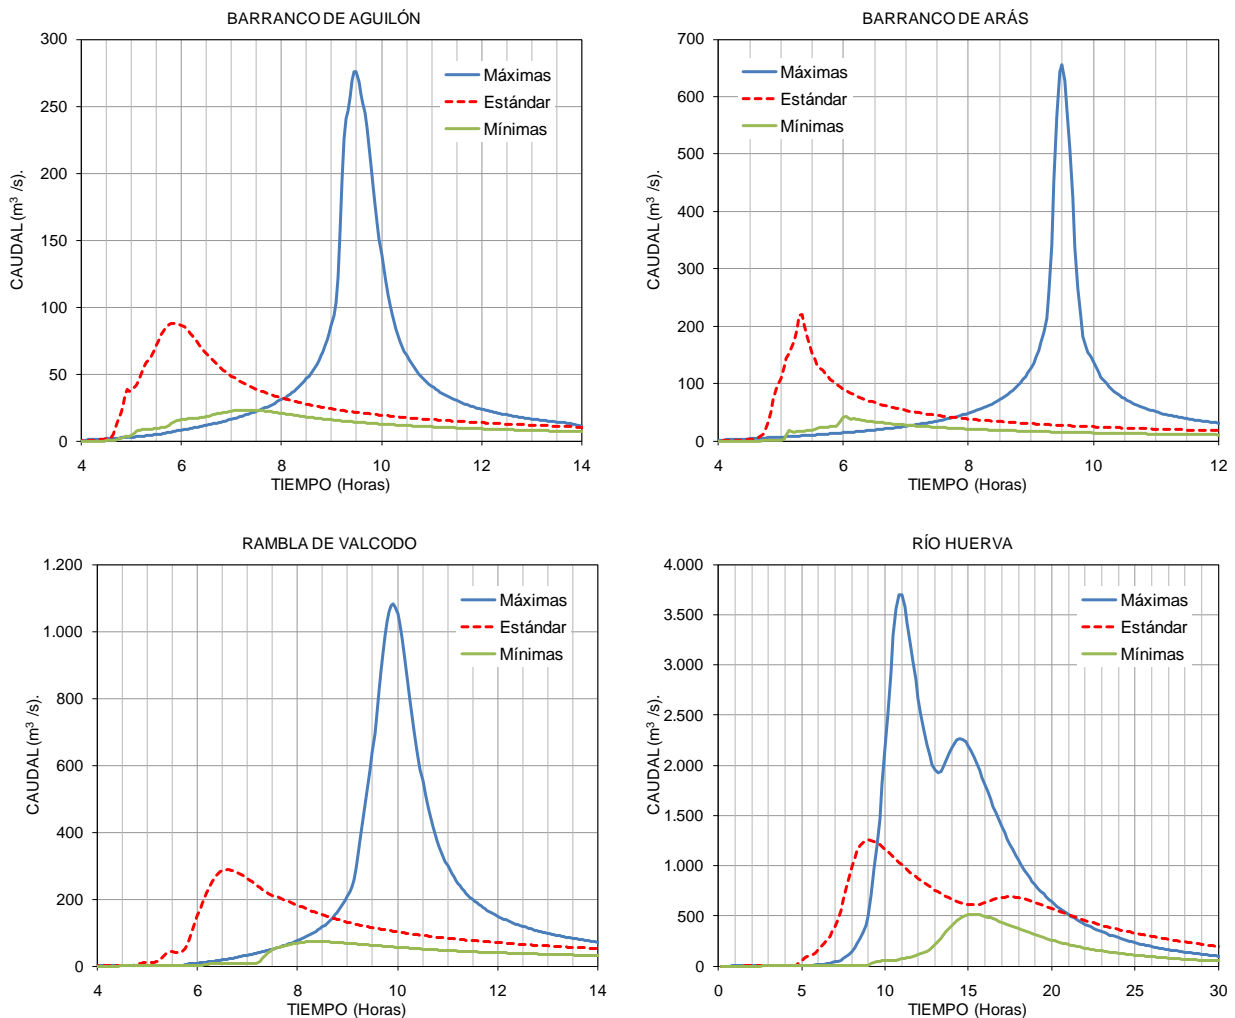 BARRANCO DE AGUILÓN
300
250
200
150
100
50
0
CAUDAL (m³ /s).
Máximas
Estándar
Mínimas
4 6 8 10 12 14
TIEMPO (Horas)
BARRANCO DE ARÁS
700
600
500
400
300
200
100
0
CAUDAL (m³ /s).
Máximas
Estándar
Mínimas
4 6 8 10 12
TIEMPO (Horas)
RAMBLA DE VALCODO
1.200
1.000
800
600
400
200
0
CAUDAL (m³ /s).
Máximas
Estándar
Mínimas
4 6 8 10 12 14
TIEMPO (Horas)
RÍO HUERVA
4.000
3.500
3.000
2.500
2.000
1.500
1.000
500
0
CAUDAL (m³ /s).
Máximas
Estándar
Mínimas
0 5 10 15 20 25 30
TIEMPO (Horas)